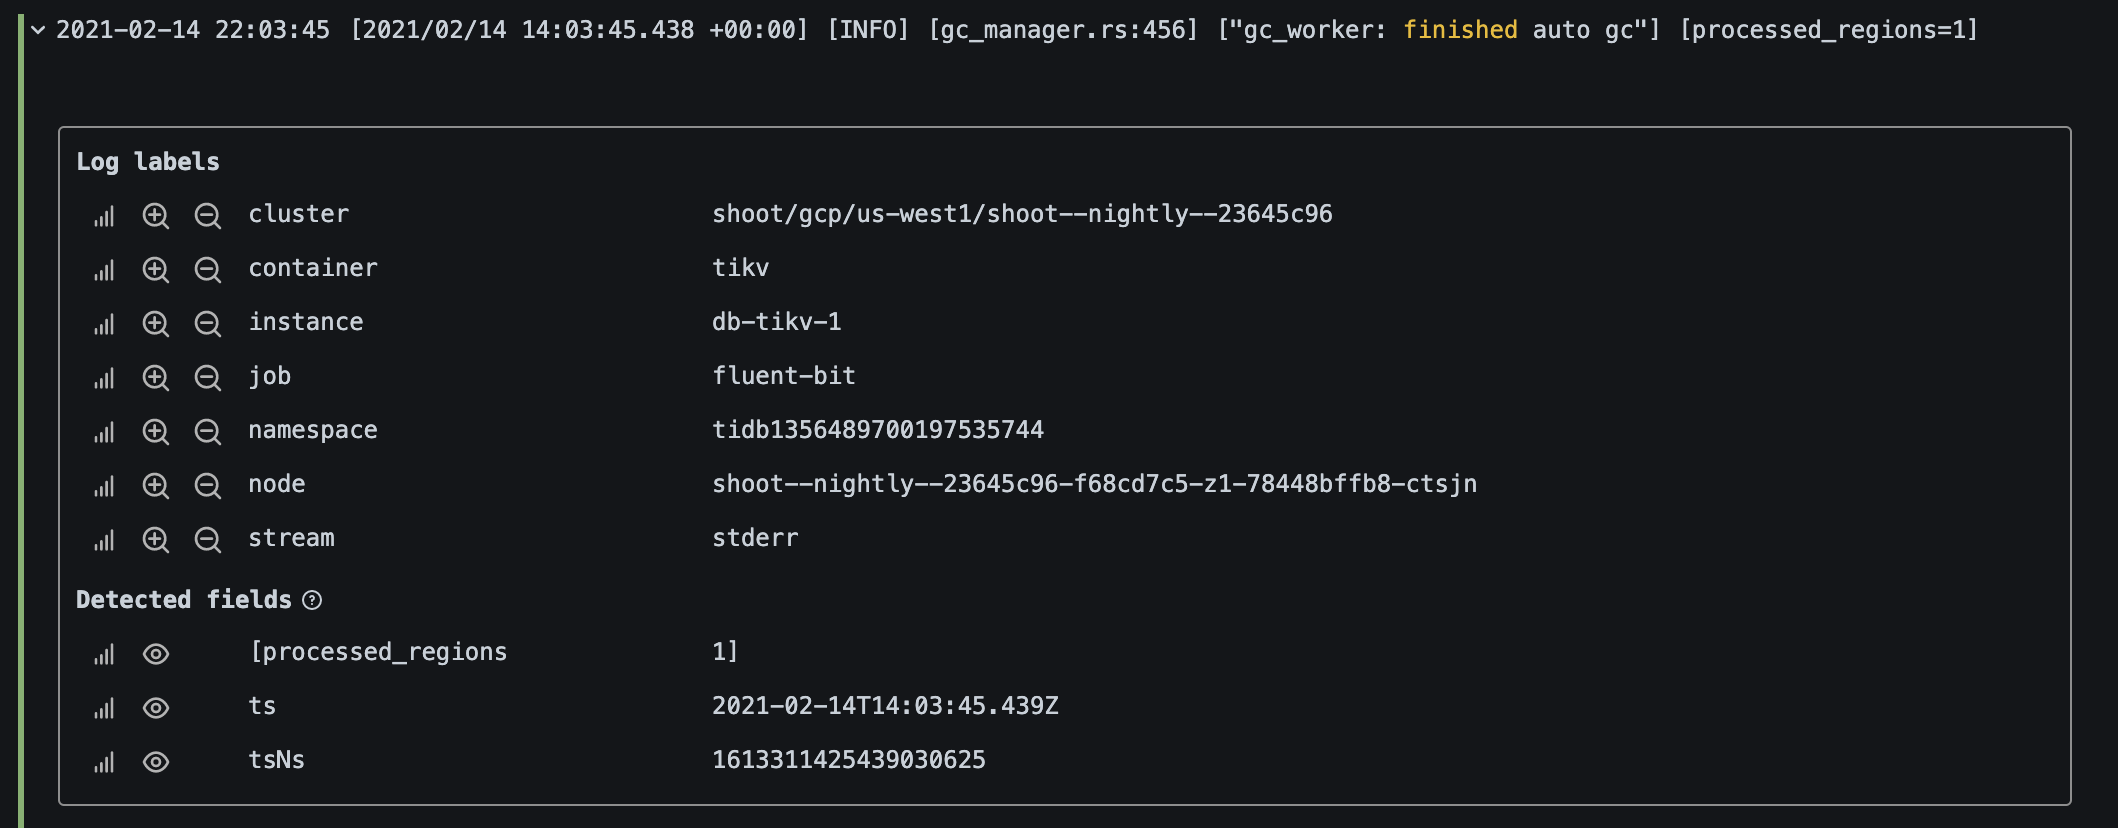 2021-02-14 22:03:45 [2021/02/14 14:03:45.438 +00:00] [INFO] [gc_manager.rs:456] ["gc_worker: finished auto gc"] [processed_regions=1]
Log labels
cluster shoot/gcp/us-west1/shoot--nightly--23645c96
container tikv
instance db-tikv-1
job fluent-bit
namespace tidb1356489700197535744
node shoot--nightly--23645c96-f68cd7c5-z1-78448bffb8-ctsjn
stream stderr
Detected fields
[processed_regions 1]
ts 2021-02-14T14:03:45.439Z
tsNs 1613311425439030625